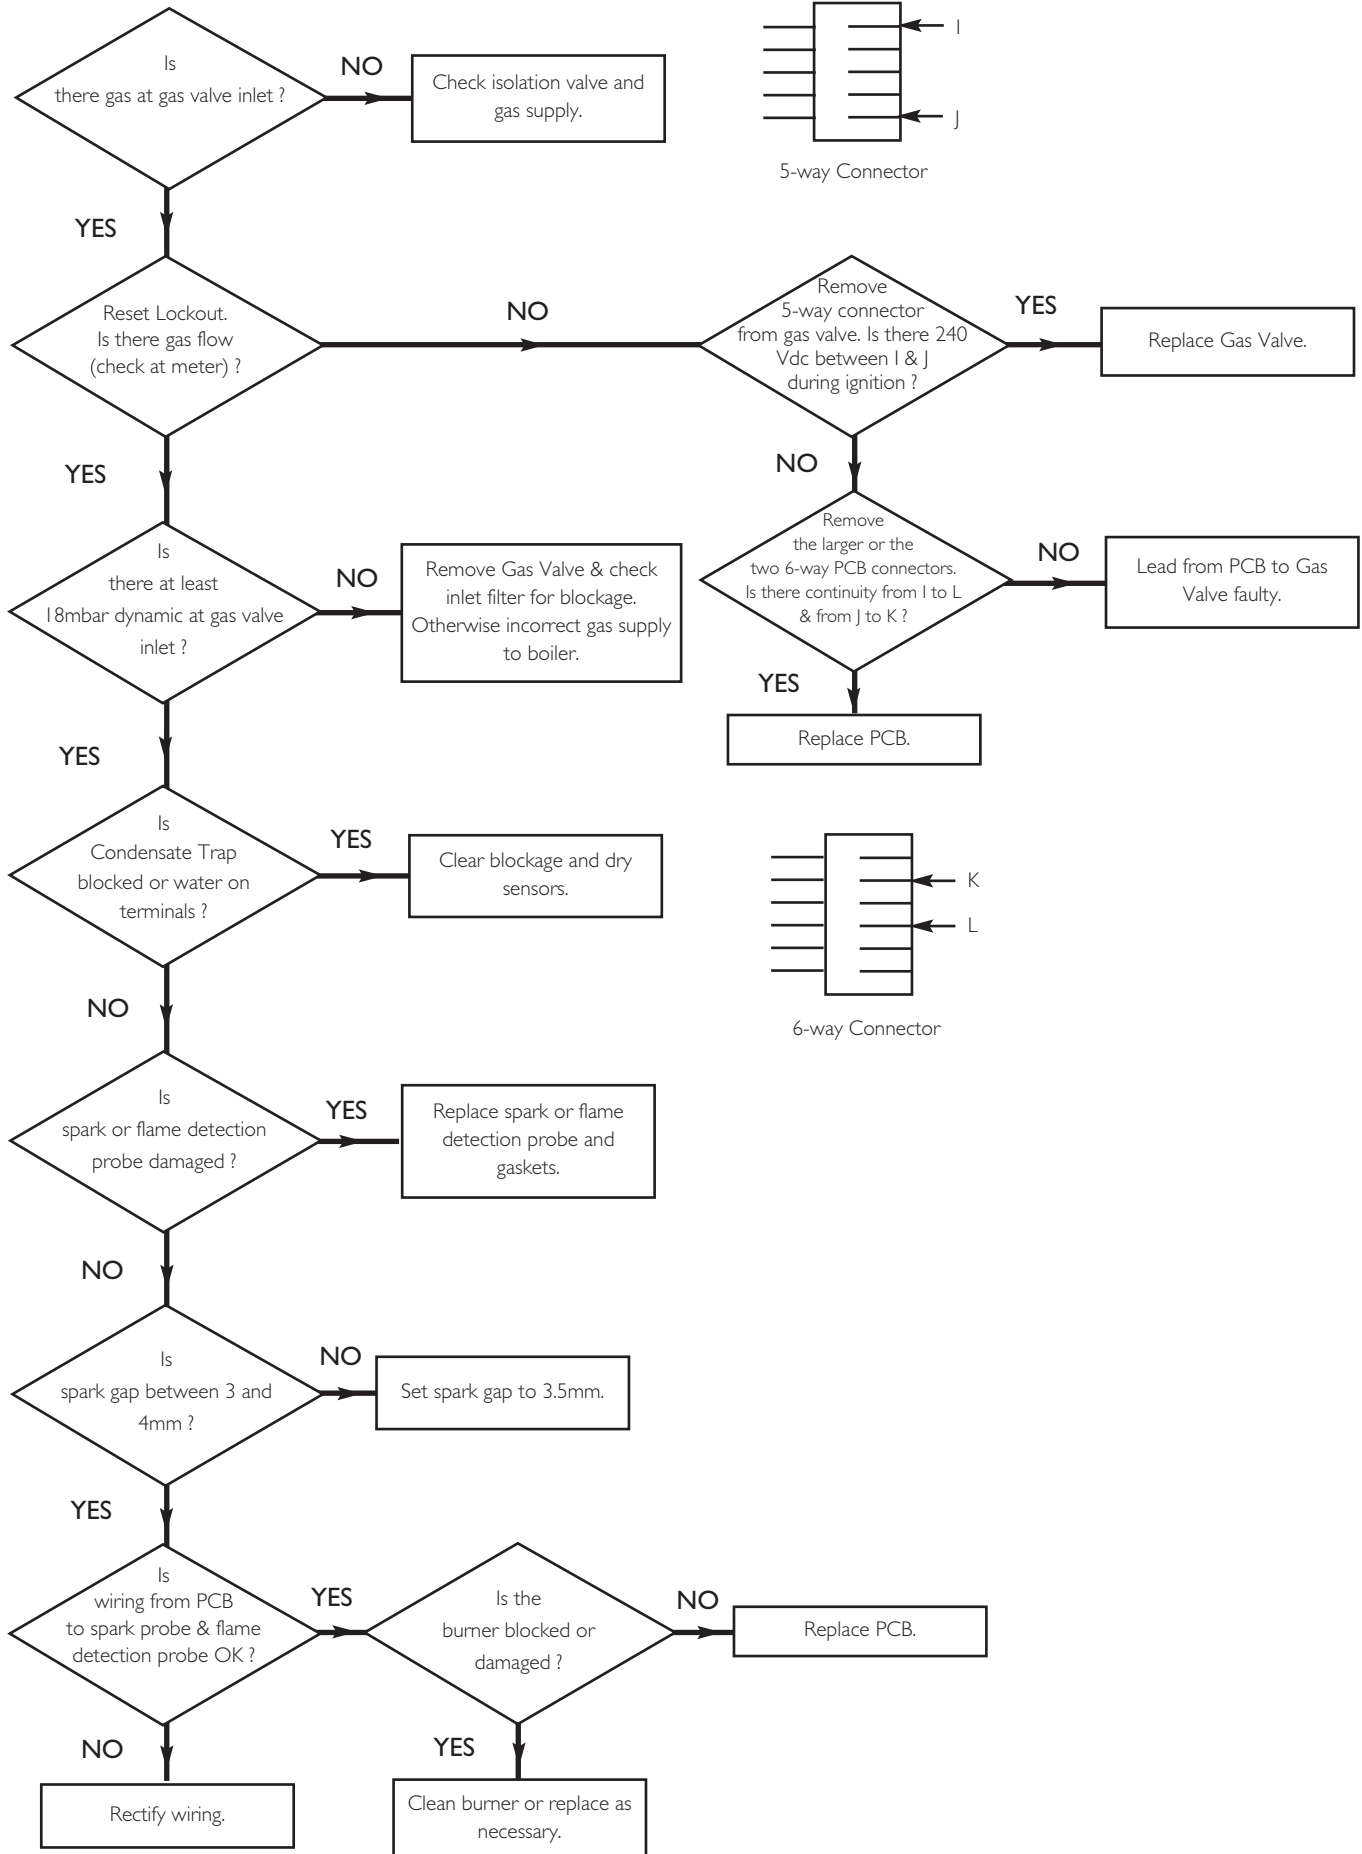 Is
there gas at gas valve inlet ?
NO
Check isolation valve and
gas supply.
I
J
5-way Connector
YES
Reset Lockout.
Is there gas flow
(check at meter) ?
NO
Remove
5-way connector
from gas valve. Is there 240
Vdc between I & J
during ignition ?
YES
Replace Gas Valve.
NO
Remove
the larger or the
two 6-way PCB connectors.
Is there continuity from I to L
& from J to K ?
NO
Lead from PCB to Gas
Valve faulty.
YES
Replace PCB.
YES
Is
there at least
18mbar dynamic at gas valve
inlet ?
NO
Remove Gas Valve & check
inlet filter for blockage.
Otherwise incorrect gas supply
to boiler.
YES
Is
Condensate Trap
blocked or water on
terminals ?
YES
Clear blockage and dry
sensors.
K
L
6-way Connector
NO
Is
spark or flame detection
probe damaged ?
YES
Replace spark or flame
detection probe and
gaskets.
NO
Is
spark gap between 3 and
4mm ?
NO
Set spark gap to 3.5mm.
YES
Is
wiring from PCB
to spark probe & flame
detection probe OK ?
YES
Is the
burner blocked or
damaged ?
NO
Replace PCB.
NO
Rectify wiring.
YES
Clean burner or replace as
necessary.